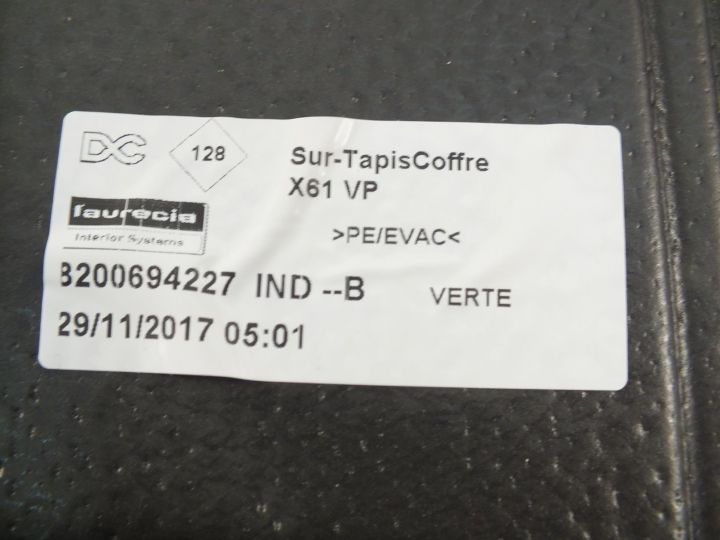 DC
128
Sur-TapisCoffre
X61 VP
faurecia
Interior Systems
>PE/EVAC<
8200694227 IND --B
VERTE
29/11/2017 05:01